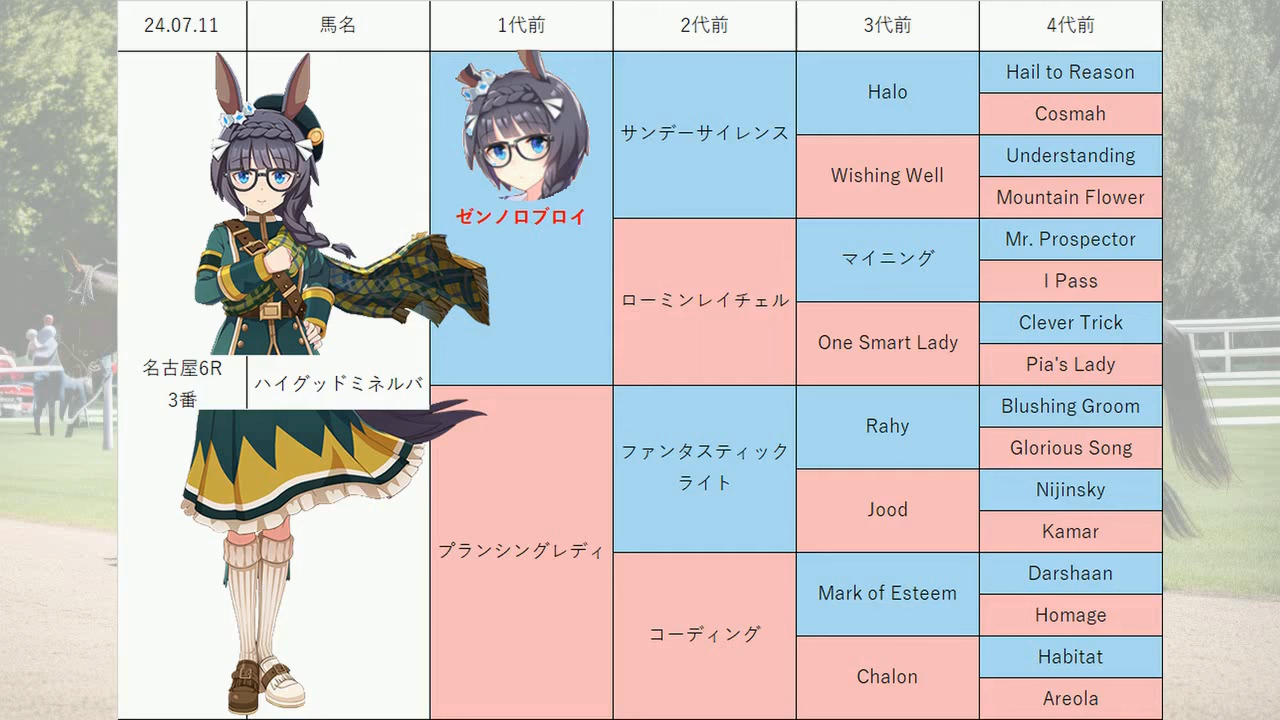 24.07.11
馬名
1代前
2代前
3代前
4代前
名古屋6R
3番
ハイグッドミネルバ
ゼンノロブロイ
プランシングレディ
サンデーサイレンス
ローミンレイチェル
ファンタスティック
ライト
コーディング
Halo
Wishing Well
マイニング
One Smart Lady
Rahy
Jood
Mark of Esteem
Chalon
Hail to Reason
Cosmah
Understanding
Mountain Flower
Mr. Prospector
I Pass
Clever Trick
Pia's Lady
Blushing Groom
Glorious Song
Nijinsky
Kamar
Darshaan
Homage
Habitat
Areola